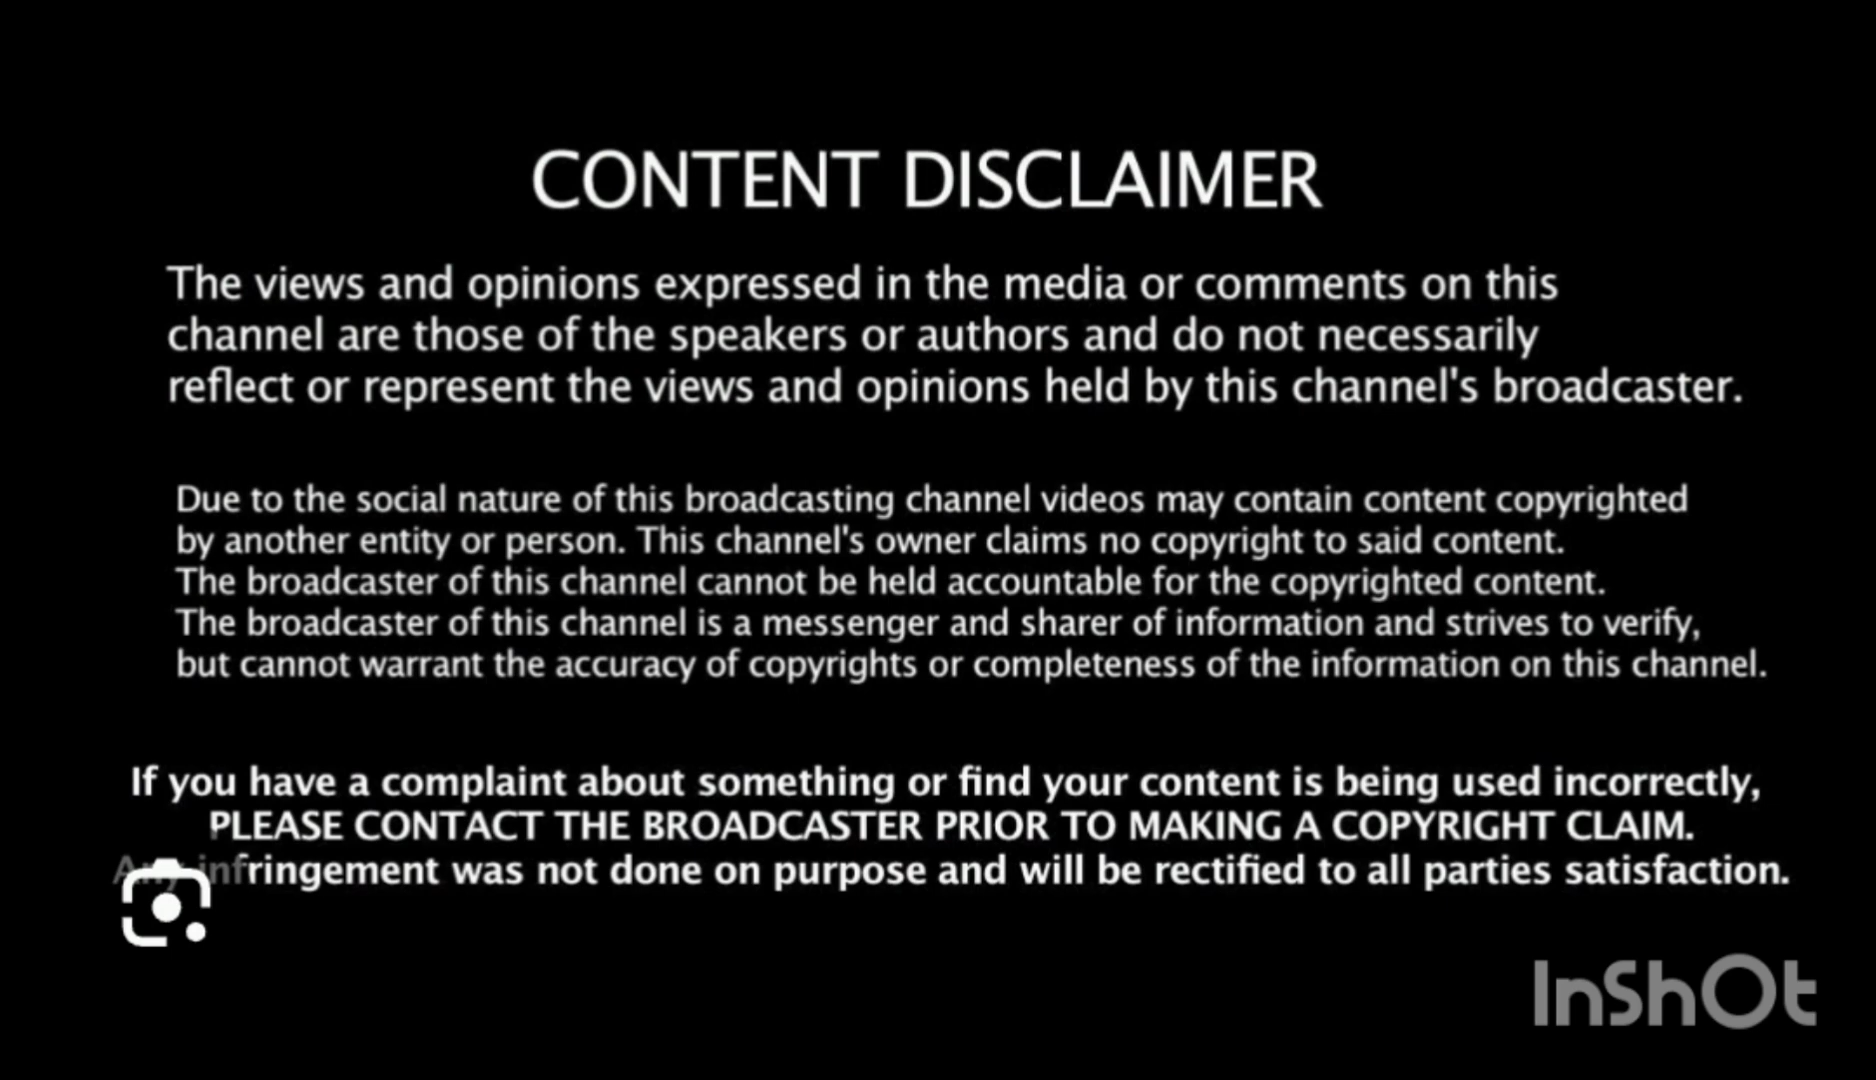 CONTENT DISCLAIMER
The views and opinions expressed in the media or comments on this
channel are those of the speakers or authors and do not necessarily
reflect or represent the views and opinions held by this channel's broadcaster.
Due to the social nature of this broadcasting channel videos may contain content copyrighted
by another entity or person. This channel's owner claims no copyright to said content.
The broadcaster of this channel cannot be held accountable for the copyrighted content.
The broadcaster of this channel is a messenger and sharer of information and strives to verify,
but cannot warrant the accuracy of copyrights or completeness of the information on this channel.
If you have a complaint about something or find your content is being used incorrectly,
PLEASE CONTACT THE BROADCASTER PRIOR TO MAKING A COPYRIGHT CLAIM.
Any infringement was not done on purpose and will be rectified to all parties satisfaction.
InShOt